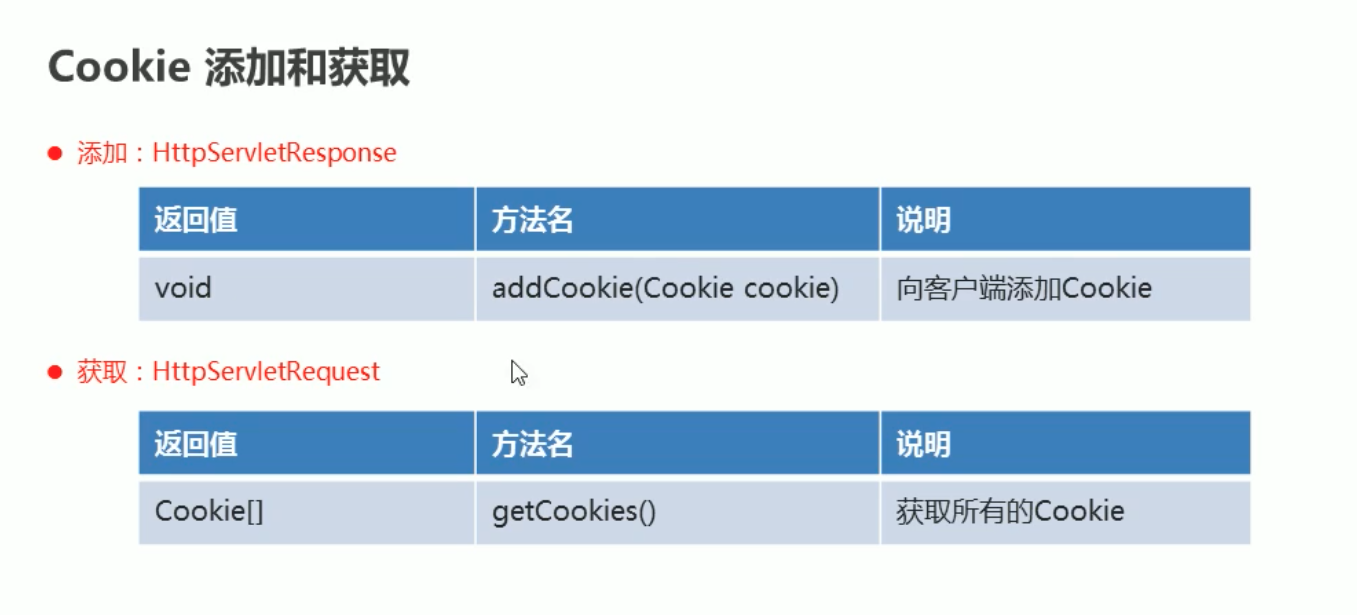 Cookie 添加和获取
添加：HttpServletResponse
返回值 方法名 说明
void addCookie(Cookie cookie) 向客户端添加Cookie
获取：HttpServletRequest
返回值 方法名 说明
Cookie[] getCookies() 获取所有的Cookie